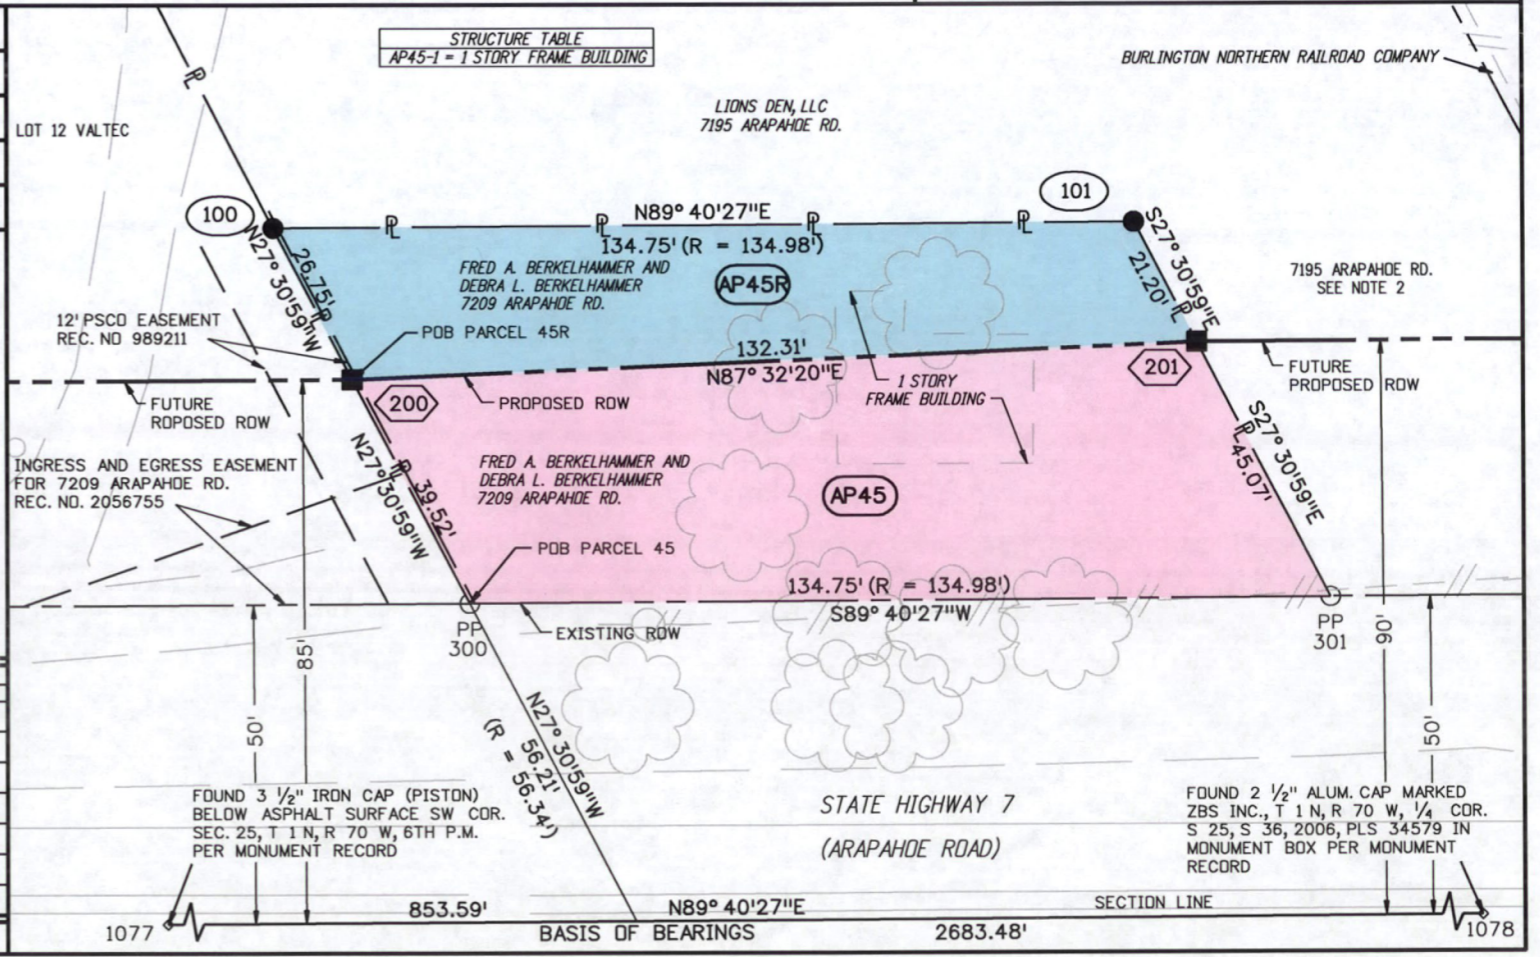 STRUCTURE TABLE
AP45-1 = 1 STORY FRAME BUILDING
BURLINGTON NORTHERN RAILROAD COMPANY
LIONS DEN, LLC
7195 ARAPAHOE RD.
LOT 12 VALTEC
PL
100
101
N89° 40'27"E
PL
PL
PL
PL
134.75' (R = 134.98')
N27° 30'59"W
26.75'
PL
S27° 30'59"E
21.20'
PL
FRED A. BERKELHAMMER AND
DEBRA L. BERKELHAMMER
7209 ARAPAHOE RD.
AP45R
7195 ARAPAHOE RD.
SEE NOTE 2
12' PSCO EASEMENT
REC. NO 989211
POB PARCEL 45R
132.31'
N87° 32'20"E
200
201
PROPOSED ROW
1 STORY
FRAME BUILDING
FUTURE
PROPOSED ROW
FUTURE
ROPOSED ROW
INGRESS AND EGRESS EASEMENT
FOR 7209 ARAPAHOE RD.
REC. NO. 2056755
N27° 30'59"W
PL
39.52'
FRED A. BERKELHAMMER AND
DEBRA L. BERKELHAMMER
7209 ARAPAHOE RD.
AP45
S27° 30'59"E
PL
45.07'
POB PARCEL 45
134.75' (R = 134.98')
S89° 40'27"W
EXISTING ROW
PP
300
PP
301
85'
50'
90'
50'
N27° 30'59"W
56.21'
(R = 56.34')
FOUND 3 ½" IRON CAP (PISTON)
BELOW ASPHALT SURFACE SW COR.
SEC. 25, T 1 N, R 70 W, 6TH P.M.
PER MONUMENT RECORD
STATE HIGHWAY 7
(ARAPAHOE ROAD)
FOUND 2 ½" ALUM. CAP MARKED
ZBS INC., T 1 N, R 70 W, ¼ COR.
S 25, S 36, 2006, PLS 34579 IN
MONUMENT BOX PER MONUMENT
RECORD
853.59'
N89° 40'27"E
SECTION LINE
1077
BASIS OF BEARINGS
2683.48'
1078